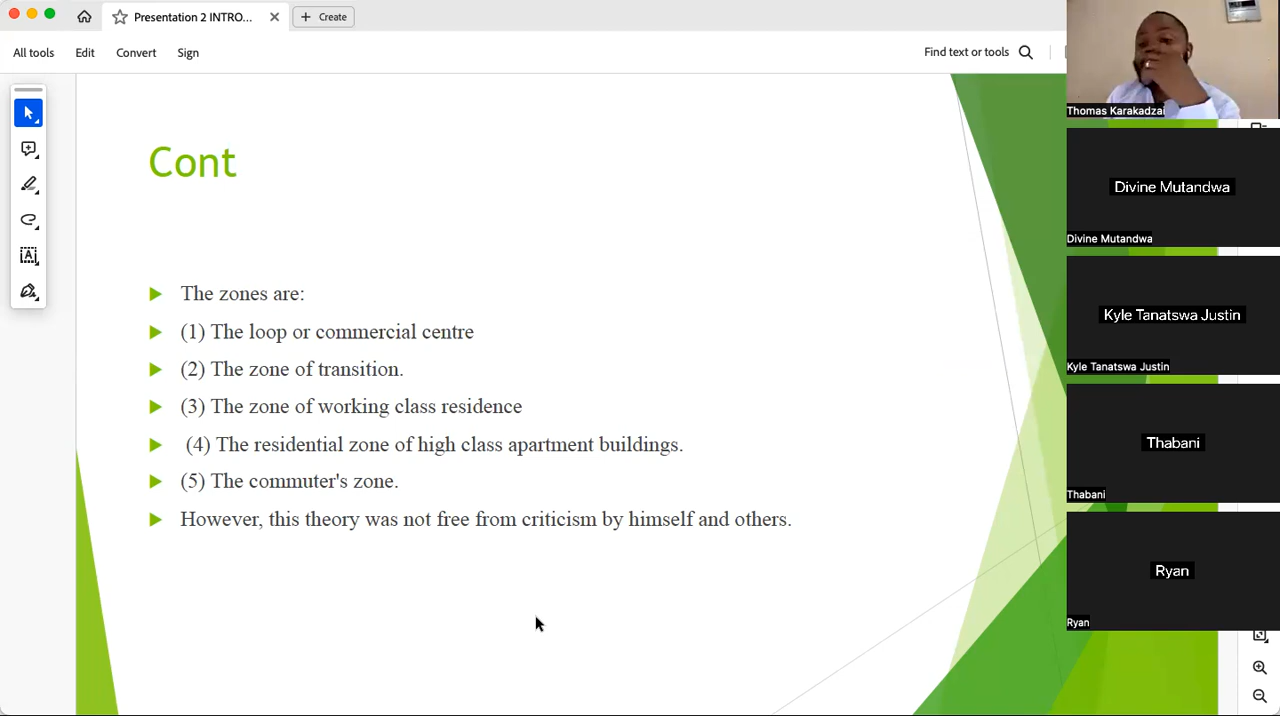 Presentation 2 INTRO...
Create
All tools
Edit
Convert
Sign
Find text or tools
Cont
The zones are:
(1) The loop or commercial centre
(2) The zone of transition.
(3) The zone of working class residence
(4) The residential zone of high class apartment buildings.
(5) The commuter's zone.
However, this theory was not free from criticism by himself and others.
Thomas Karakadzai
Divine Mutandwa
Divine Mutandwa
Kyle Tanatswa Justin
Kyle Tanatswa Justin
Thabani
Thabani
Ryan
Ryan